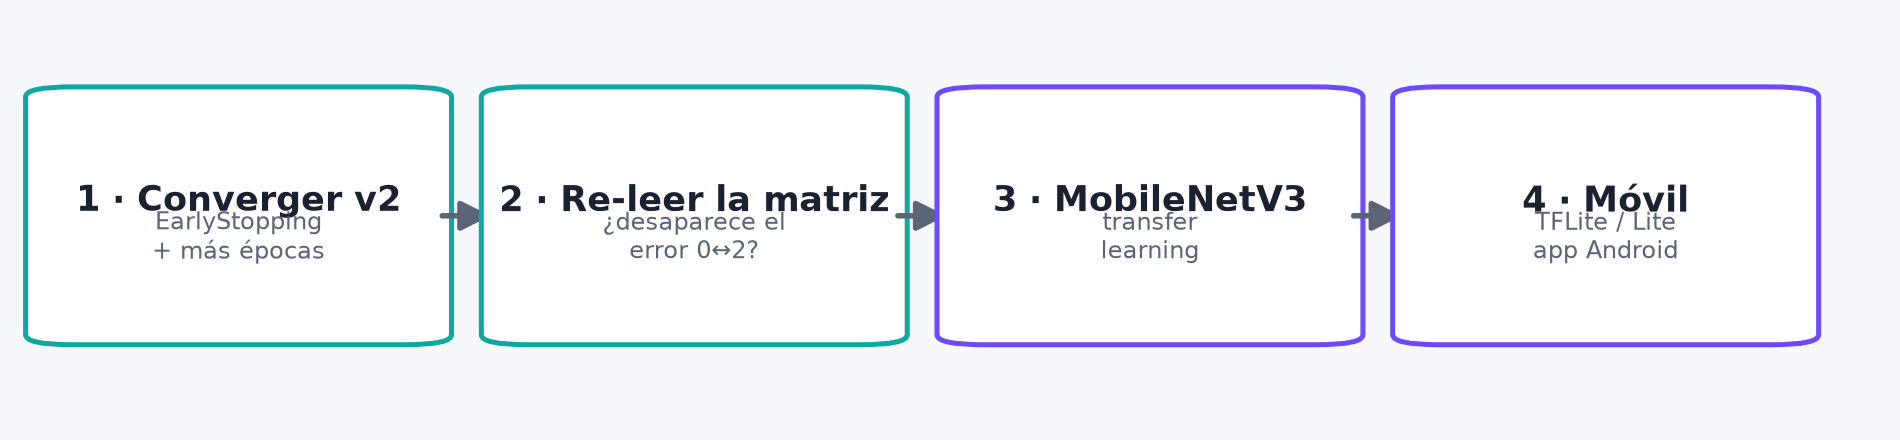 1 · Converger v2
EarlyStopping
+ más épocas
2 · Re-leer la matriz
¿desaparece el
error 0↔2?
3 · MobileNetV3
transfer
learning
4 · Móvil
TFLite / Lite
app Android